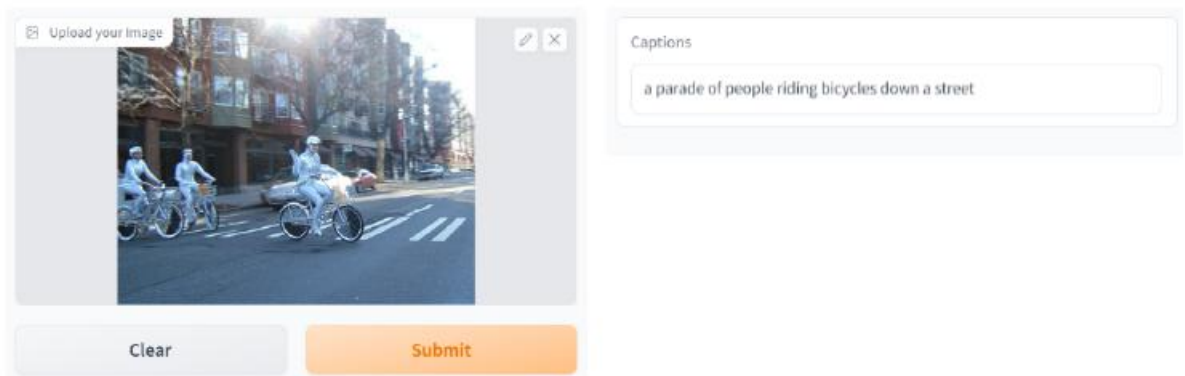 Upload your Image
Captions
a parade of people riding bicycles down a street
Clear
Submit